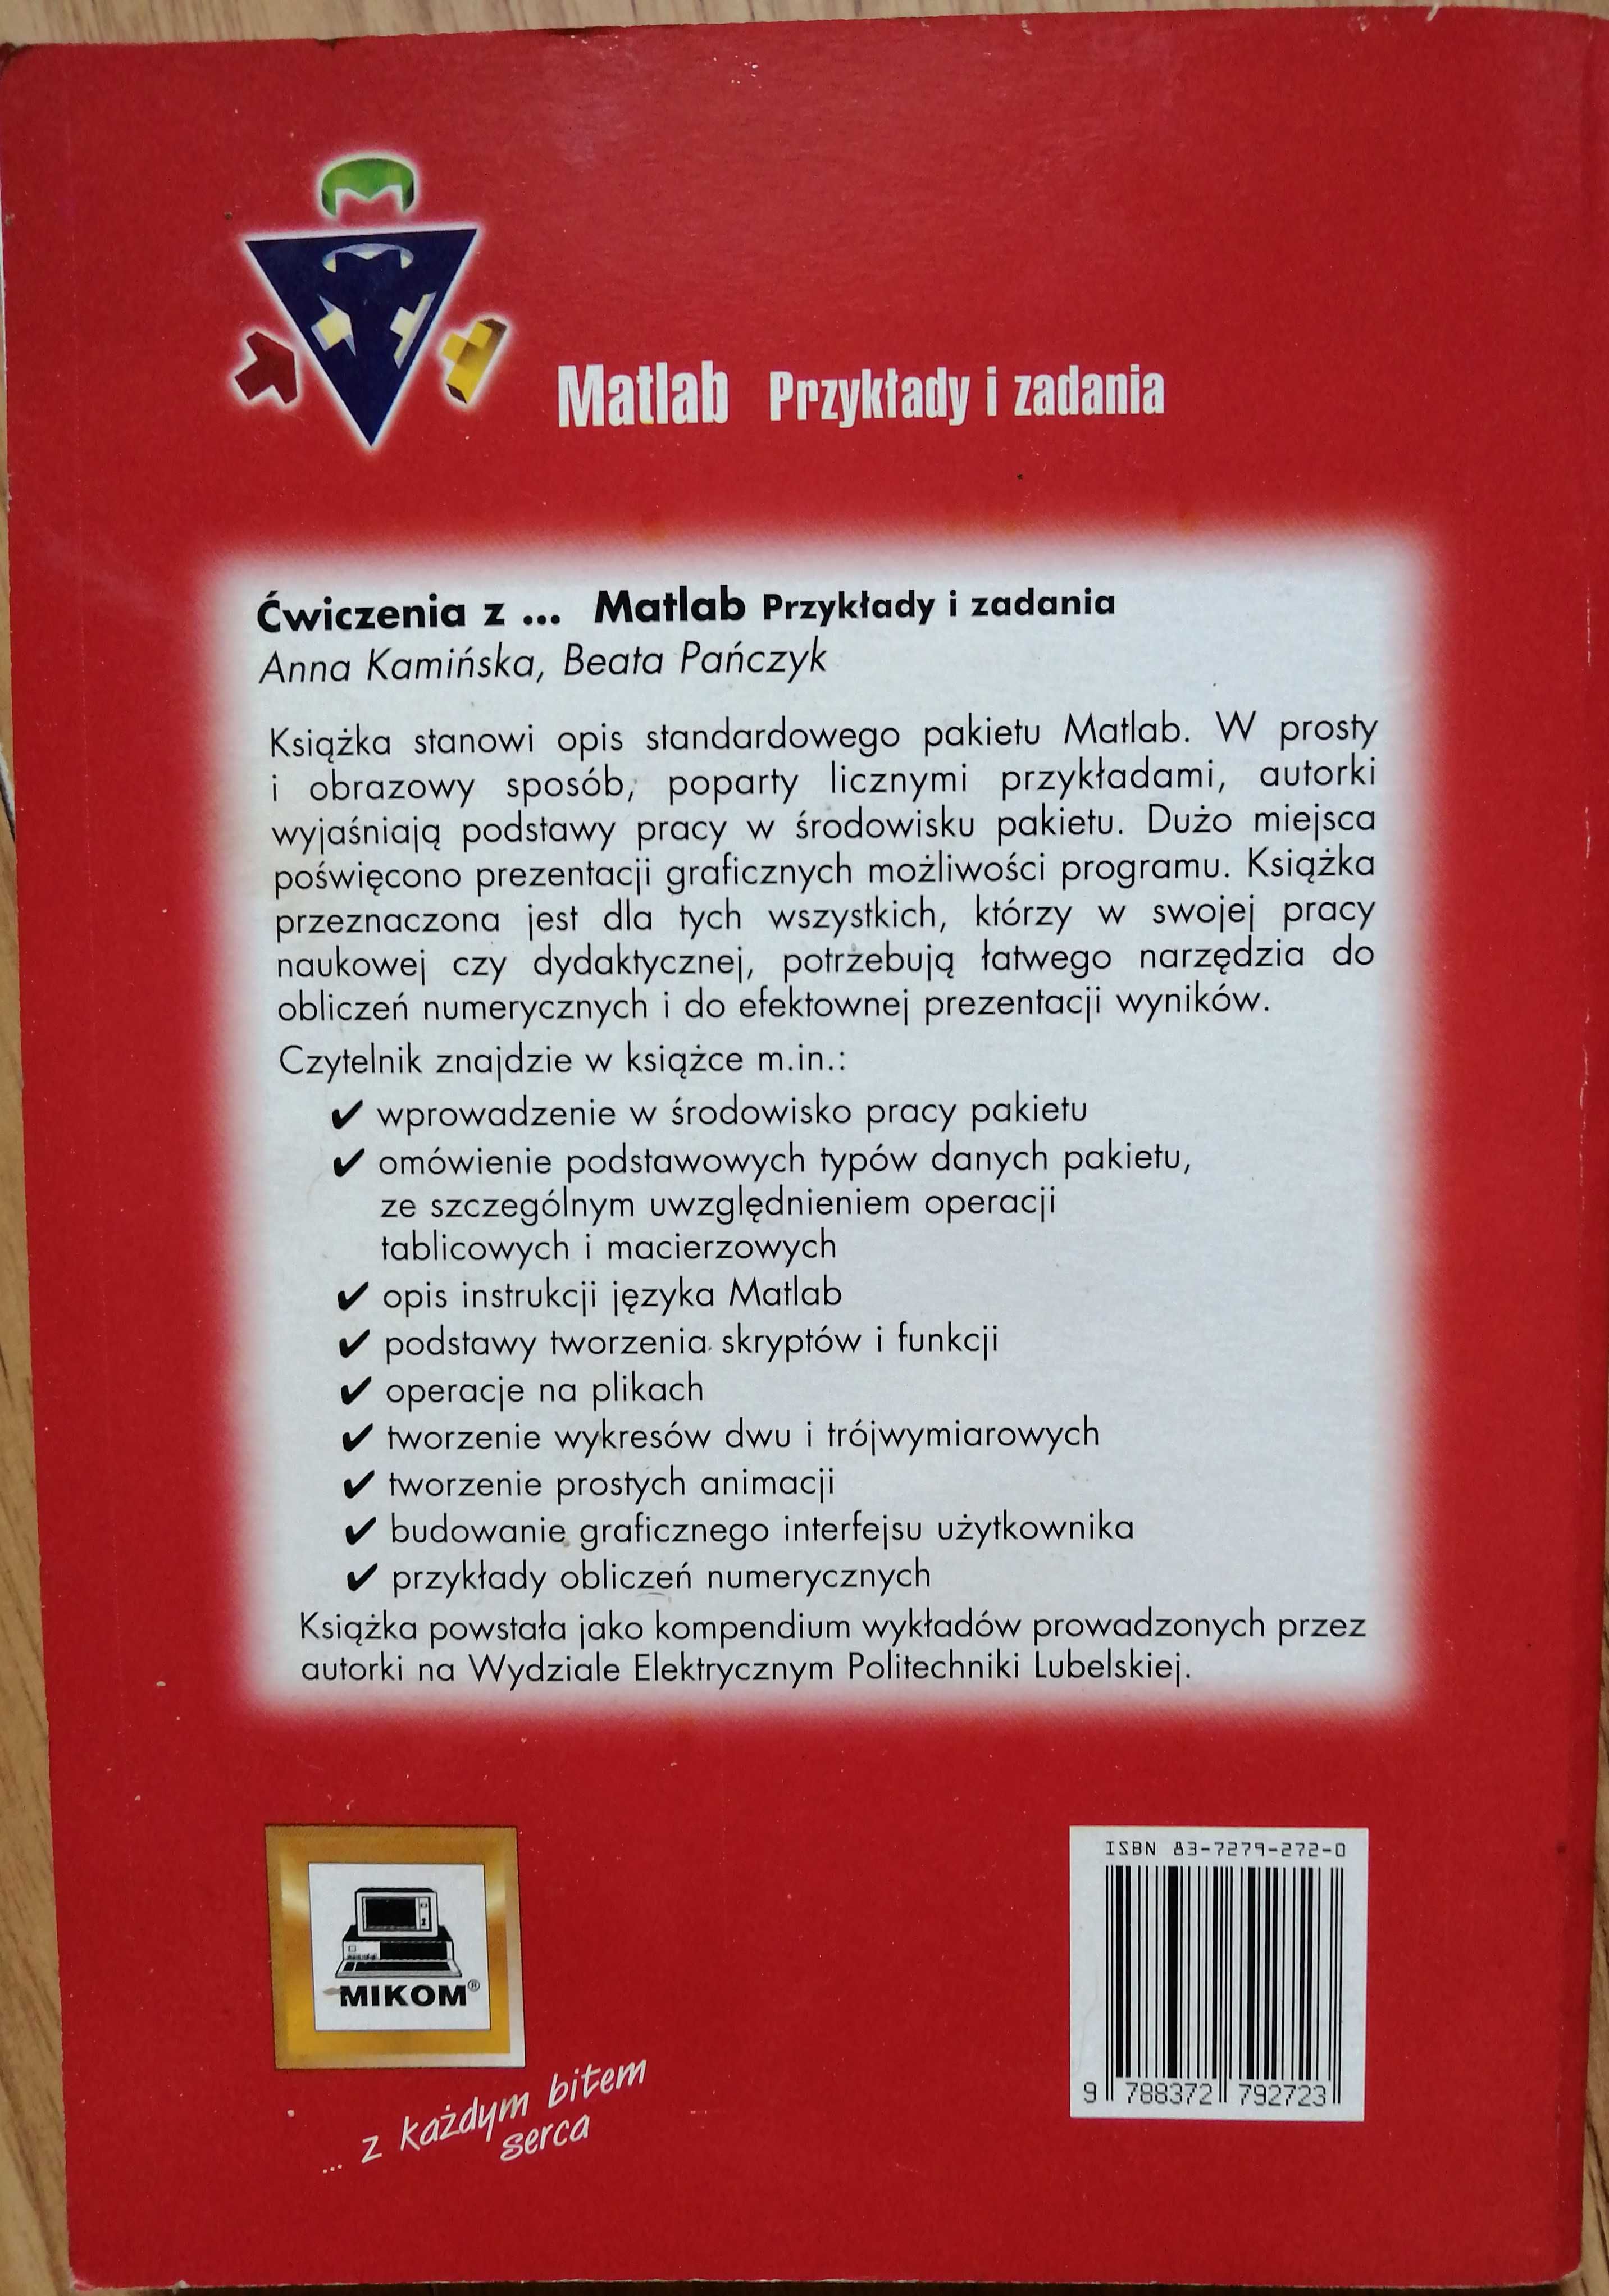 Matlab Przykłady i zadania
Ćwiczenia z ... Matlab Przykłady i zadania
Anna Kamińska, Beata Pańczyk
Książka stanowi opis standardowego pakietu Matlab. W prosty
i obrazowy sposób, poparty licznymi przykładami, autorki
wyjaśniają podstawy pracy w środowisku pakietu. Dużo miejsca
poświęcono prezentacji graficznych możliwości programu. Książka
przeznaczona jest dla tych wszystkich, którzy w swojej pracy
naukowej czy dydaktycznej, potrzebują łatwego narzędzia do
obliczeń numerycznych i do efektownej prezentacji wyników.
Czytelnik znajdzie w książce m.in.:
✔ wprowadzenie w środowisko pracy pakietu
✔ omówienie podstawowych typów danych pakietu,
ze szczególnym uwzględnieniem operacji
tablicowych i macierzowych
✔ opis instrukcji języka Matlab
✔ podstawy tworzenia skryptów i funkcji
✔ operacje na plikach
✔ tworzenie wykresów dwu i trójwymiarowych
✔ tworzenie prostych animacji
✔ budowanie graficznego interfejsu użytkownika
✔ przykłady obliczeń numerycznych
Książka powstała jako kompendium wykładów prowadzonych przez
autorki na Wydziale Elektrycznym Politechniki Lubelskiej.
MIKOM®
... z każdym bitem
serca
ISBN 83-7279-272-0
9 788372 792723